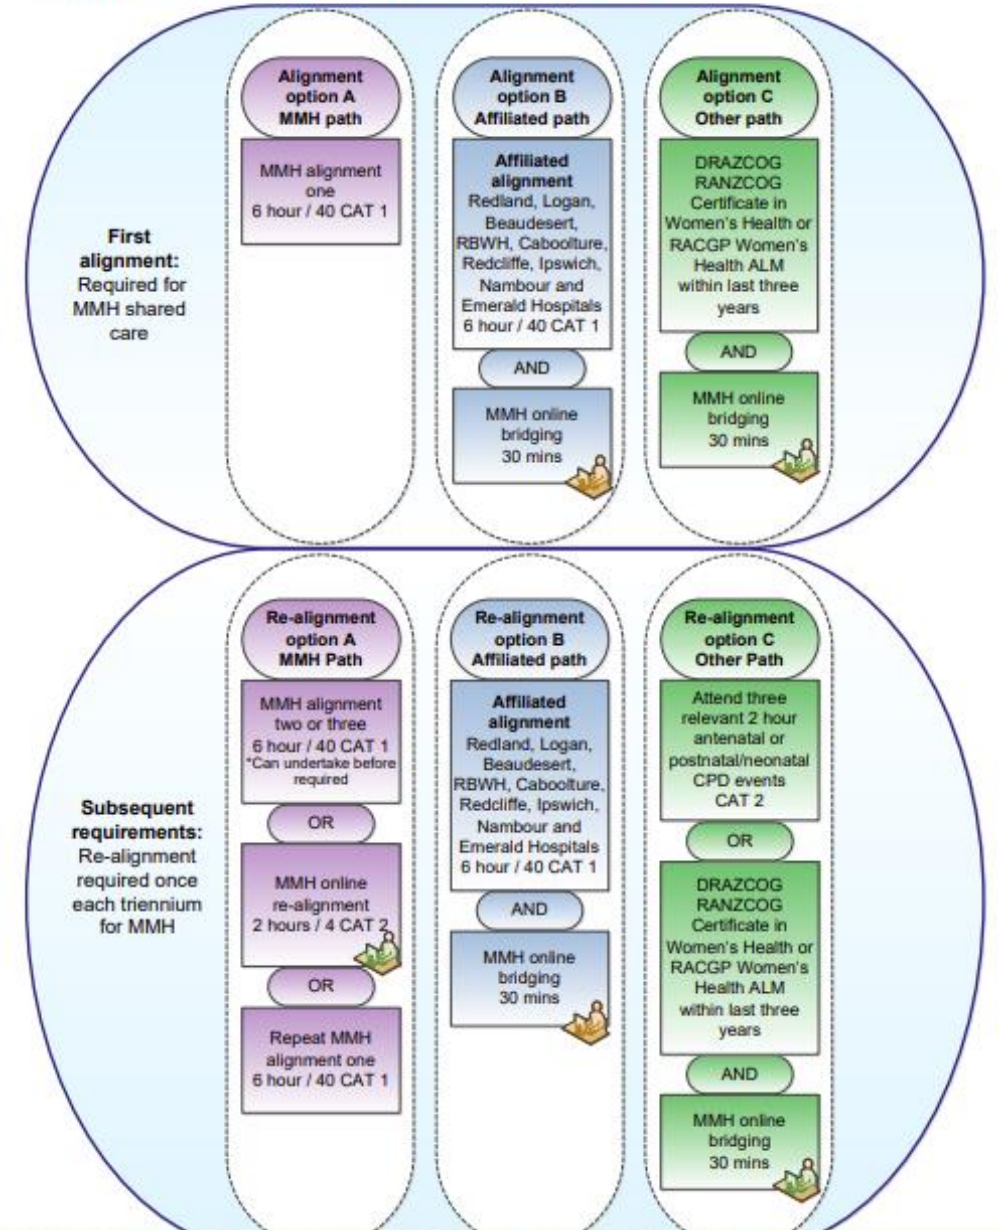 First
alignment:
Required for
MMH shared
care
Alignment
option A
MMH path
MMH alignment
one
6 hour / 40 CAT 1
Alignment
option B
Affiliated path
Affiliated
alignment
Redland, Logan,
Beaudesert,
RBWH, Caboolture,
Redcliffe, Ipswich,
Nambour and
Emerald Hospitals
6 hour / 40 CAT 1
AND
MMH online
bridging
30 mins
Alignment
option C
Other path
DRAZCOG
RANZCOG
Certificate in
Women's Health or
RACGP Women's
Health ALM
within last three
years
AND
MMH online
bridging
30 mins
Subsequent
requirements:
Re-alignment
required once
each triennium
for MMH
Re-alignment
option A
MMH Path
MMH alignment
two or three
6 hour / 40 CAT 1
*Can undertake before
required
OR
MMH online
re-alignment
2 hours / 4 CAT 2
OR
Repeat MMH
alignment one
6 hour / 40 CAT 1
Re-alignment
option B
Affiliated path
Affiliated
alignment
Redland, Logan,
Beaudesert,
RBWH, Caboolture,
Redcliffe, Ipswich,
Nambour and
Emerald Hospitals
6 hour / 40 CAT 1
AND
MMH online
bridging
30 mins
Re-alignment
option C
Other Path
Attend three
relevant 2 hour
antenatal or
postnatal/neonatal
CPD events
CAT 2
OR
DRAZCOG
RANZCOG
Certificate in
Women's Health or
RACGP Women's
Health ALM
within last three
years
AND
MMH online
bridging
30 mins